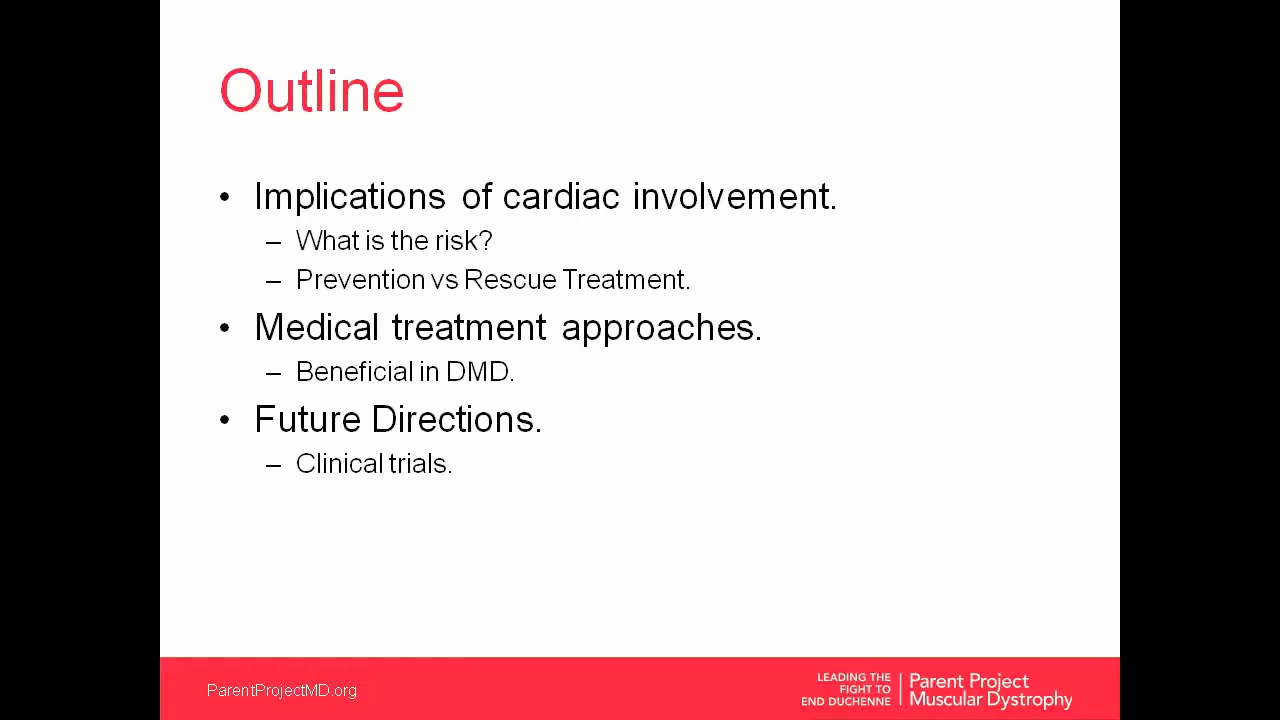 Outline
• Implications of cardiac involvement.
– What is the risk?
– Prevention vs Rescue Treatment.
• Medical treatment approaches.
– Beneficial in DMD.
• Future Directions.
– Clinical trials.
ParentProjectMD.org
LEADING THE
FIGHT TO
END DUCHENNE
Parent Project
Muscular Dystrophy